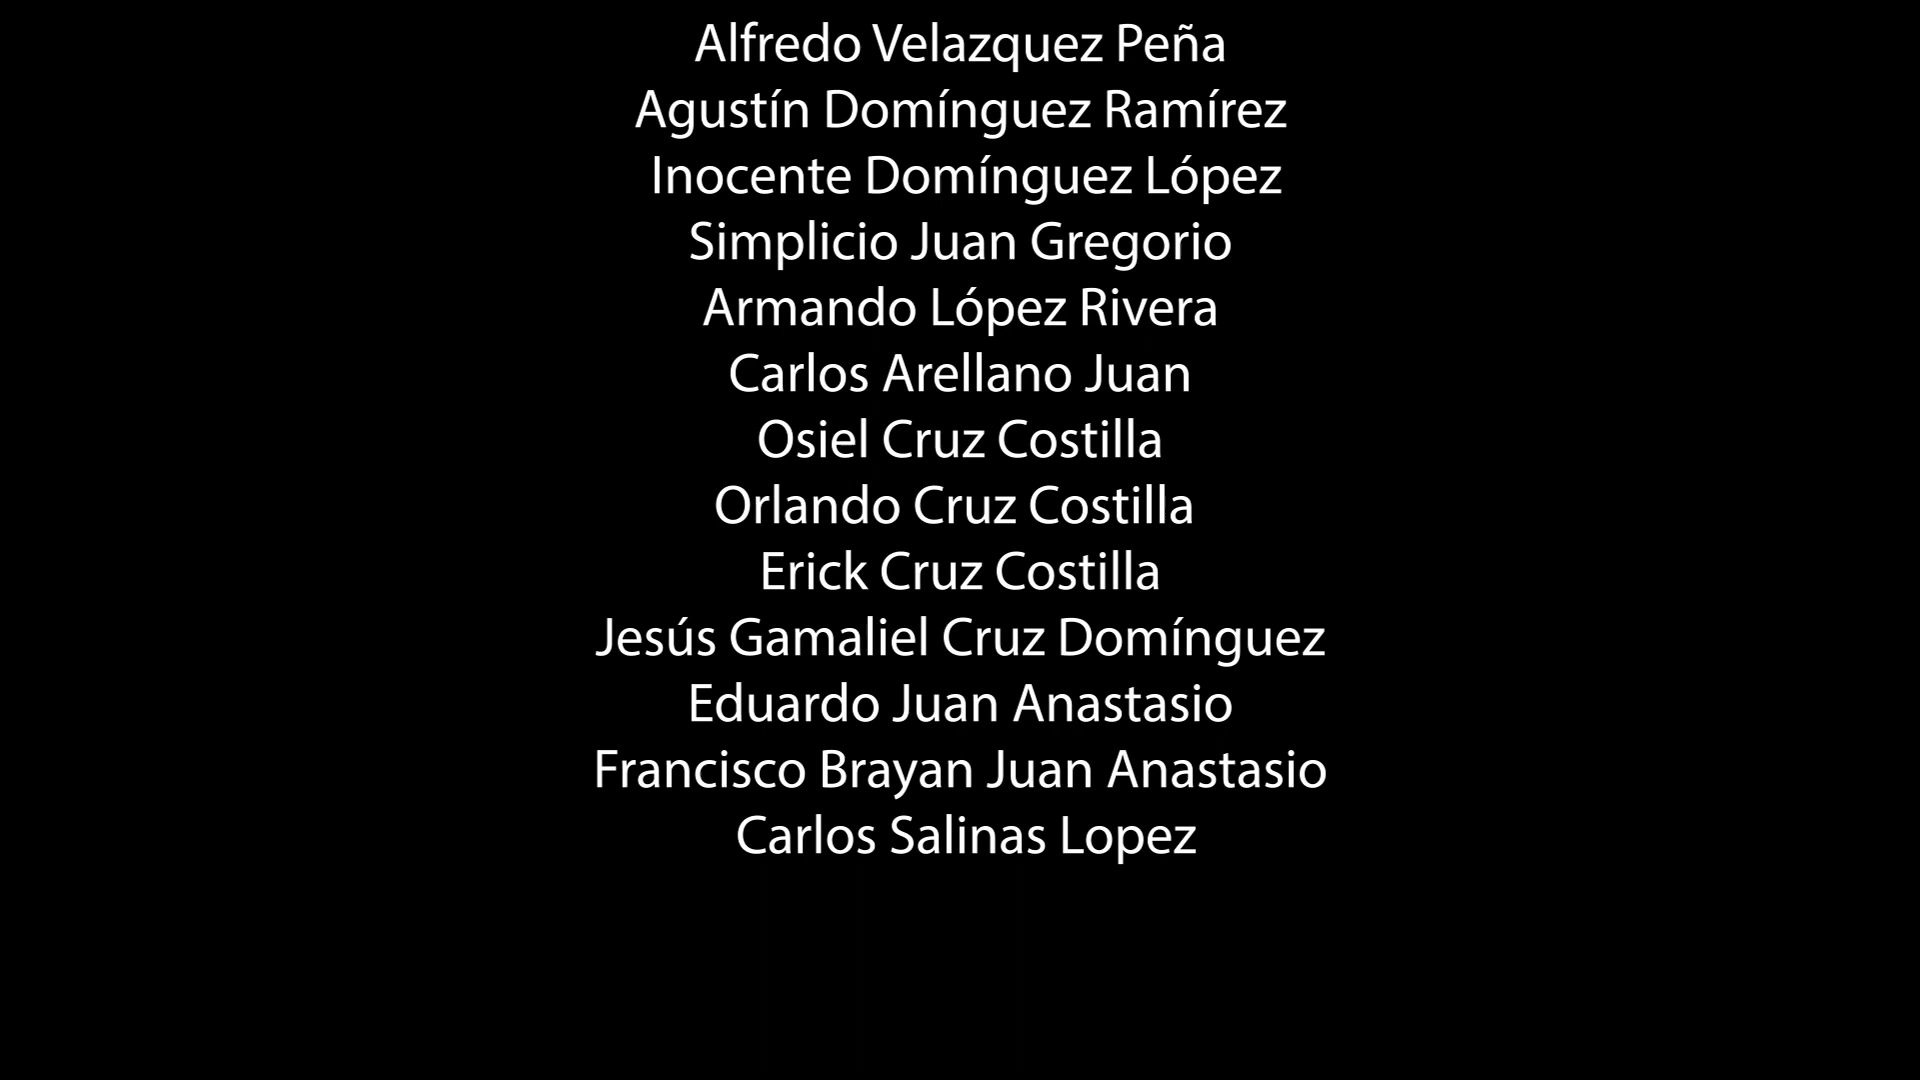 Alfredo Velazquez Peña
Agustín Domínguez Ramírez
Inocente Domínguez López
Simplicio Juan Gregorio
Armando López Rivera
Carlos Arellano Juan
Osiel Cruz Costilla
Orlando Cruz Costilla
Erick Cruz Costilla
Jesús Gamaliel Cruz Domínguez
Eduardo Juan Anastasio
Francisco Brayan Juan Anastasio
Carlos Salinas Lopez